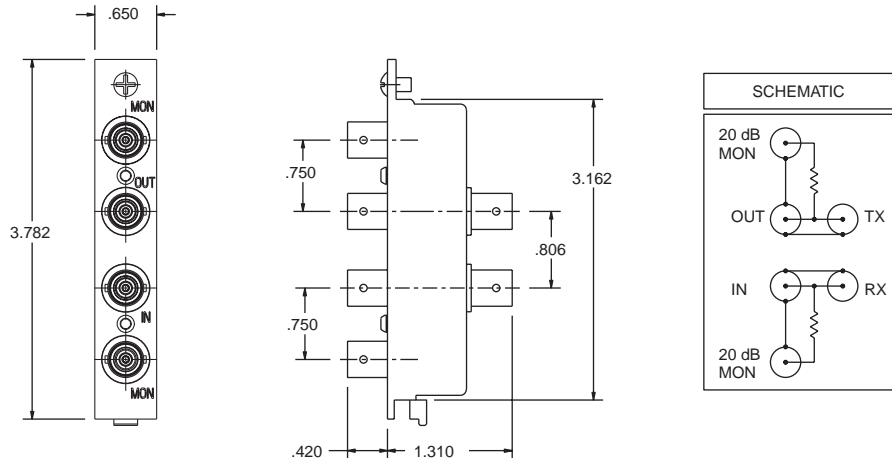 .650
3.782
MON
OUT
IN
MON
.750
.750
3.162
.806
.420
1.310
SCHEMATIC
20 dB
MON
OUT
TX
IN
RX
20 dB
MON